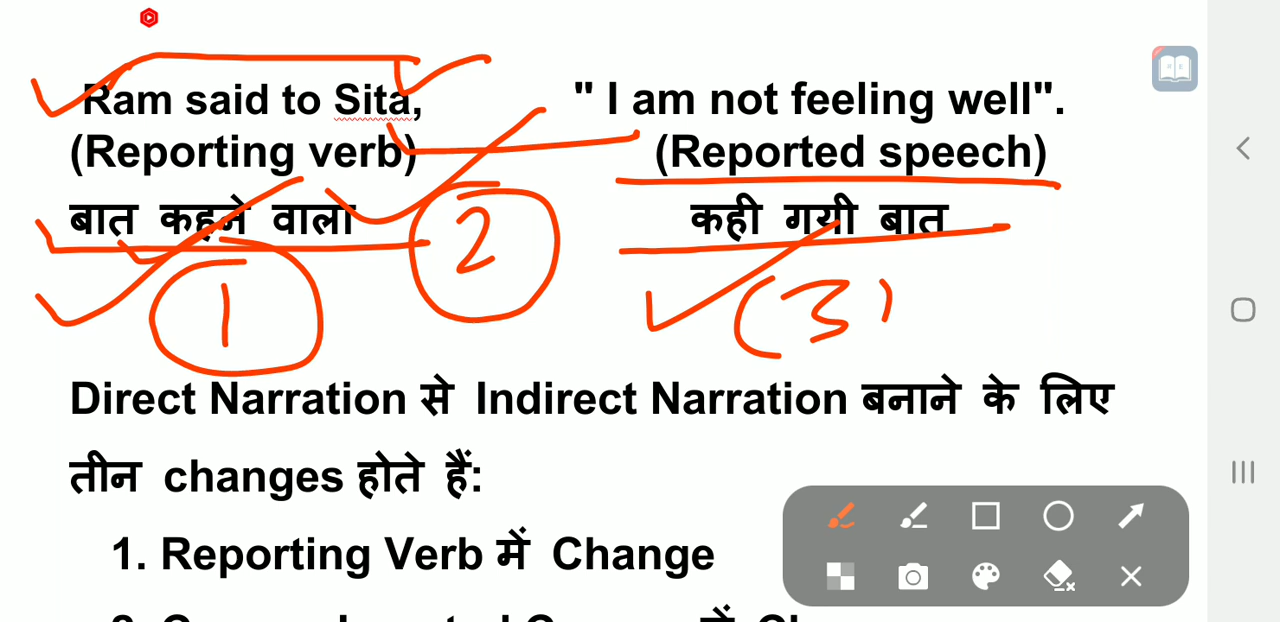 Ram said to Sita, " I am not feeling well".
(Reporting verb) (Reported speech)
बात कहने वाला कही गयी बात
1 2 (3)
Direct Narration से Indirect Narration बनाने के लिए
तीन changes होते हैं:
1. Reporting Verb में Change